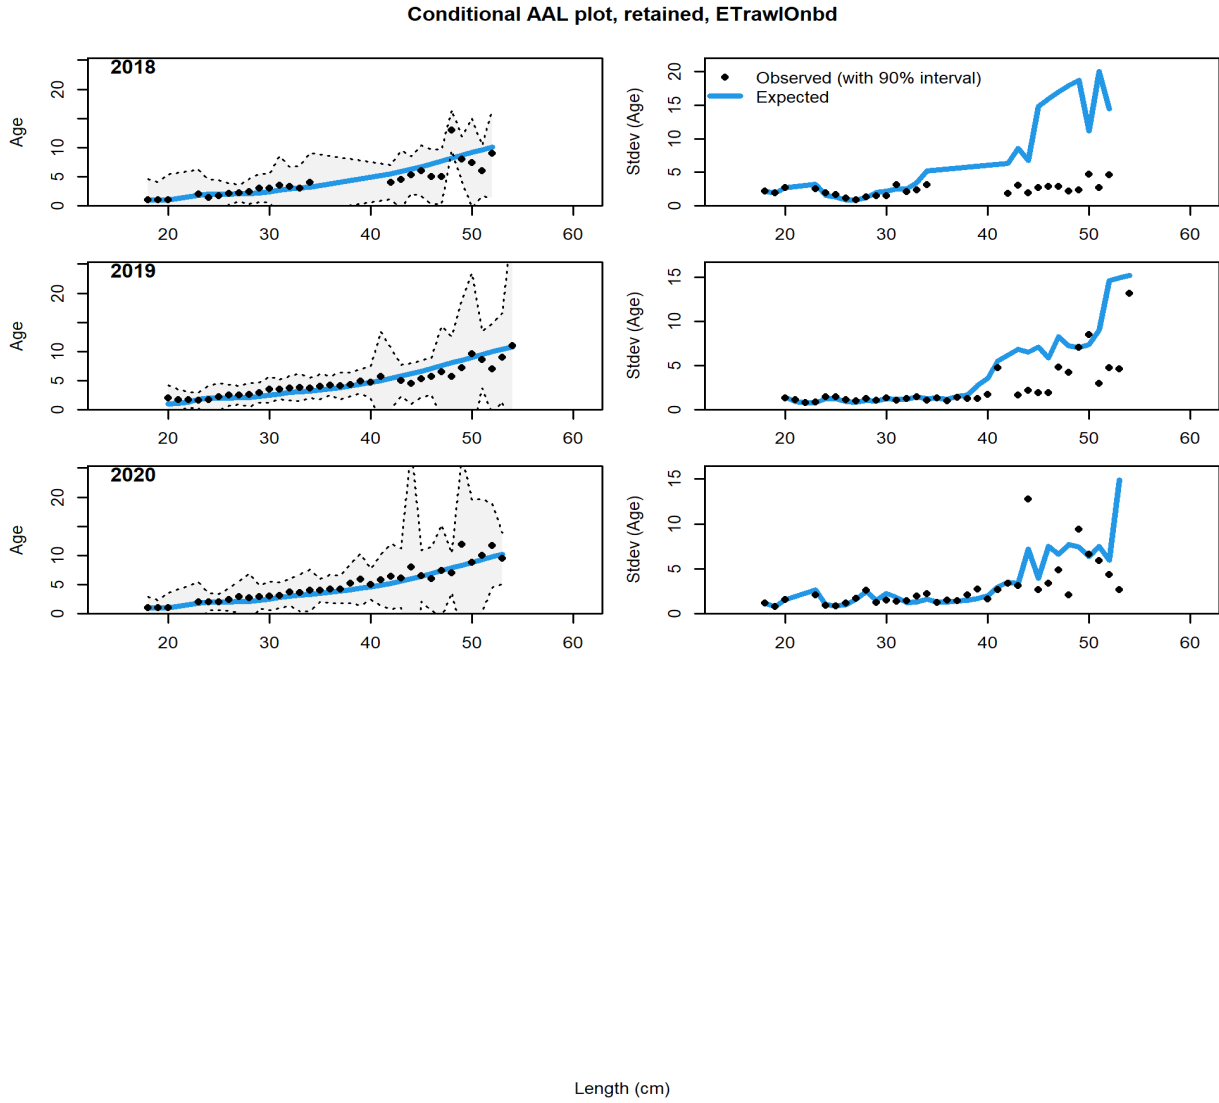 Conditional AAL plot, retained, ETrawlOnbd
2018
Age
0 5 10 20
20 30 40 50 60
Stdev (Age)
0 5 10 15 20
Observed (with 90% interval)
Expected
20 30 40 50 60
2019
Age
0 5 10 20
20 30 40 50 60
Stdev (Age)
0 5 10 15
20 30 40 50 60
2020
Age
0 5 10 20
20 30 40 50 60
Stdev (Age)
0 5 10 15
20 30 40 50 60
Length (cm)